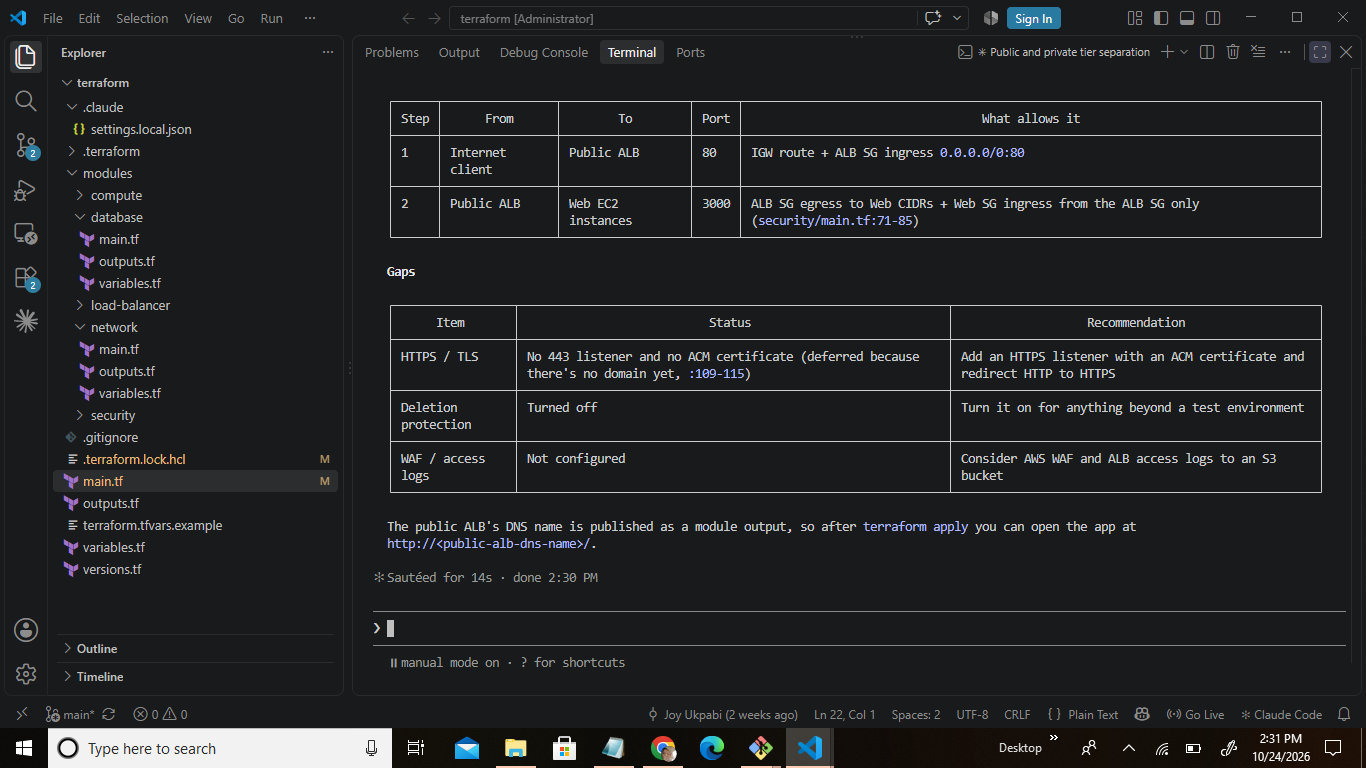 File Edit Selection View Go Run ···
terraform [Administrator]
Sign In
Explorer ···
terraform
.claude
{} settings.local.json
.terraform
modules
compute
database
main.tf
outputs.tf
variables.tf
load-balancer
network
main.tf
outputs.tf
variables.tf
security
.gitignore
.terraform.lock.hcl M
main.tf M
outputs.tf
terraform.tfvars.example
variables.tf
versions.tf
Outline
Timeline
2
2
Problems Output Debug Console Terminal Ports
Public and private tier separation
Step From To Port What allows it
1 Internet client Public ALB 80 IGW route + ALB SG ingress 0.0.0.0/0:80
2 Public ALB Web EC2 instances 3000 ALB SG egress to Web CIDRs + Web SG ingress from the ALB SG only
(security/main.tf:71-85)
Gaps
Item Status Recommendation
HTTPS / TLS No 443 listener and no ACM certificate (deferred because there's no domain yet, :109-115) Add an HTTPS listener with an ACM certificate and redirect HTTP to HTTPS
Deletion protection Turned off Turn it on for anything beyond a test environment
WAF / access logs Not configured Consider AWS WAF and ALB access logs to an S3 bucket
The public ALB's DNS name is published as a module output, so after terraform apply you can open the app at
http://<public-alb-dns-name>/.
Sautéed for 14s · done 2:30 PM
❯
manual mode on · ? for shortcuts
main* 0 0 Joy Ukpabi (2 weeks ago) Ln 22, Col 1 Spaces: 2 UTF-8 CRLF {} Plain Text Go Live Claude Code
Type here to search
Desktop
2:31 PM
10/24/2026